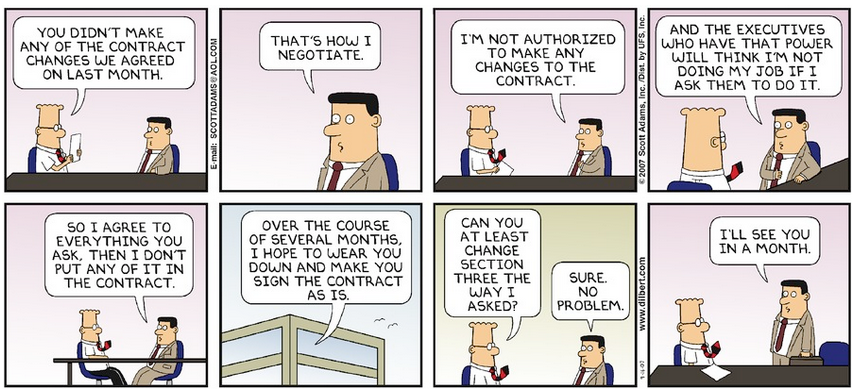 YOU DIDN'T MAKE
ANY OF THE CONTRACT
CHANGES WE AGREED
ON LAST MONTH.
E-mail: SCOTTADAMS@AOL.COM
THAT'S HOW I
NEGOTIATE.
I'M NOT AUTHORIZED
TO MAKE ANY
CHANGES TO THE
CONTRACT.
© 2007 Scott Adams, Inc. /Dist. by UFS, Inc.
AND THE EXECUTIVES
WHO HAVE THAT POWER
WILL THINK I'M NOT
DOING MY JOB IF I
ASK THEM TO DO IT.
SO I AGREE TO
EVERYTHING YOU
ASK, THEN I DON'T
PUT ANY OF IT IN
THE CONTRACT.
OVER THE COURSE
OF SEVERAL MONTHS,
I HOPE TO WEAR YOU
DOWN AND MAKE YOU
SIGN THE CONTRACT
AS IS.
CAN YOU
AT LEAST
CHANGE
SECTION
THREE THE
WAY I
ASKED?
SURE.
NO
PROBLEM.
www.dilbert.com
I'LL SEE YOU
IN A MONTH.